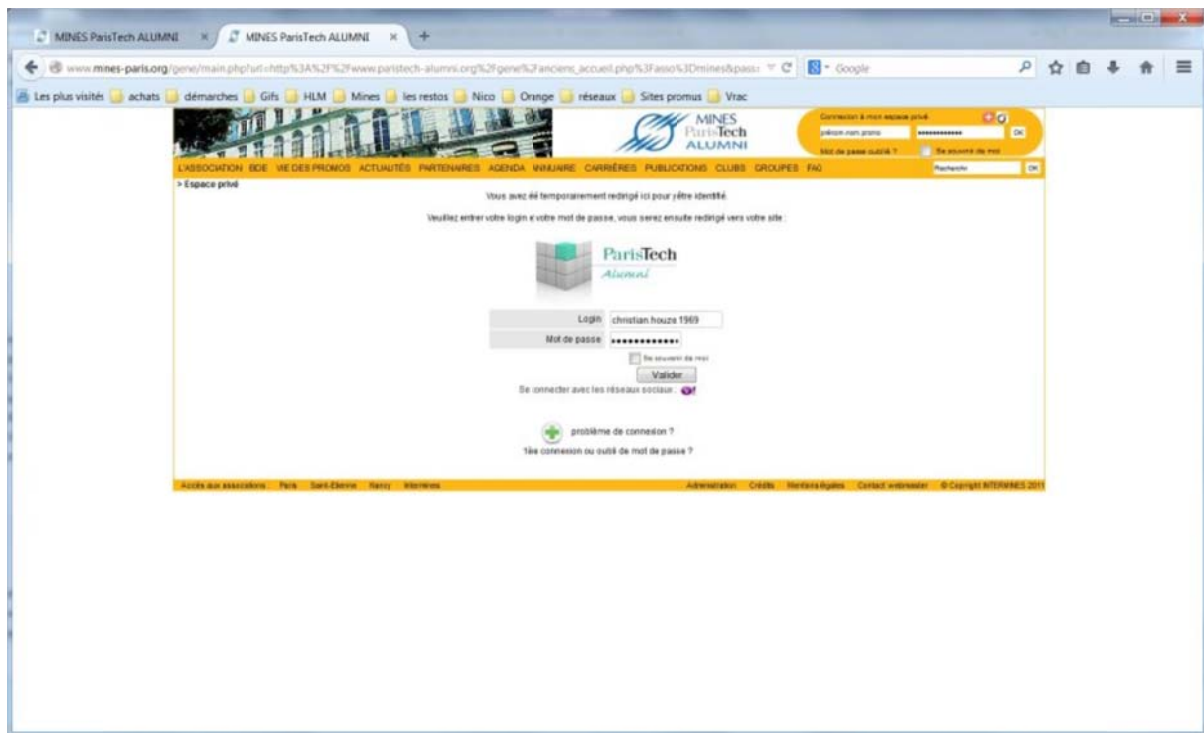 MINES ParisTech ALUMNI × MINES ParisTech ALUMNI × +
www.mines-paris.org/gene/main.php?url=http%3A%2F%2Fwww.paristech-alumni.org%2Fgene%2Fanciens_accueil.php%3Fasso%3Dmines&pass: Google
Les plus visités achats démarches Gifs HLM Mines les restos Nico Orange réseaux Sites promus Vrac
MINES
ParisTech
ALUMNI
Connexion à mon espace privé
prénom.nom.promo •••••••••••• OK
Mot de passe oublié ? Se souvenir de moi
L'ASSOCIATION BDE VIE DES PROMOS ACTUALITÉS PARTENAIRES AGENDA ANNUAIRE CARRIÈRES PUBLICATIONS CLUBS GROUPES FAQ Recherche OK
> Espace privé
Vous avez été temporairement redirigé ici pour y être identifié.
Veuillez entrer votre login et votre mot de passe, vous serez ensuite redirigé vers votre site :
ParisTech
Alumni
Login christian.houze.1969
Mot de passe ••••••••••••
Se souvenir de moi
Valider
Se connecter avec les réseaux sociaux :
problème de connexion ?
1ère connexion ou oubli de mot de passe ?
Accès aux associations : Paris Saint-Étienne Nancy Intermines Administration Crédits Mentions légales Contact webmaster © Copyright INTERMINES 2011